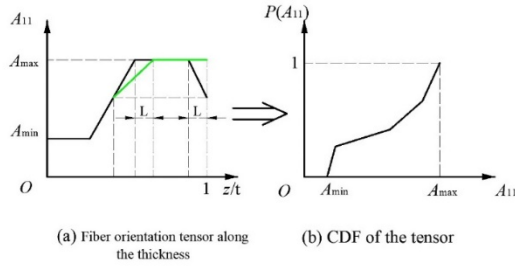 A₁₁
Amax
Amin
O
L
L
1
z/t
(a) Fiber orientation tensor along
the thickness
P(A₁₁)
1
O
Amin
Amax
A₁₁
(b) CDF of the tensor